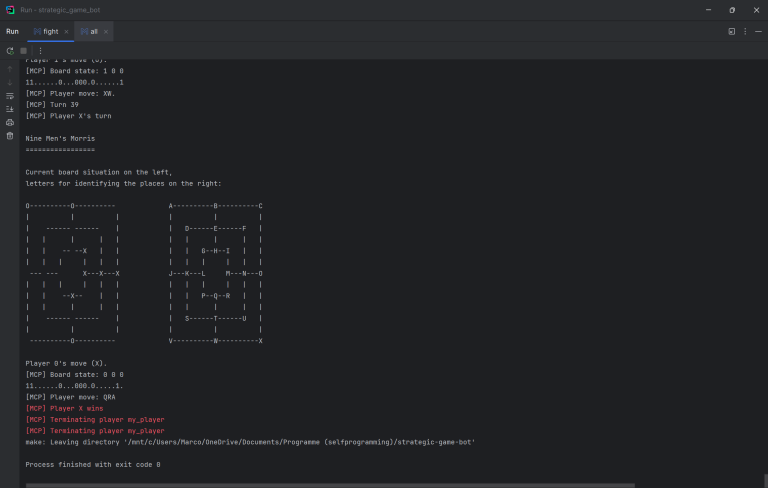 Run - strategic_game_bot
Run fight × all ×
Player 1's move (O).
[MCP] Board state: 1 0 0
11......0...000.0......1
[MCP] Player move: XW.
[MCP] Turn 39
[MCP] Player X's turn
Nine Men's Morris
=================
Current board situation on the left,
letters for identifying the places on the right:
O----------O----------             A----------B----------C
|          |          |            |          |          |
|    ------ ------    |            |   D------E------F   |
|   |      |      |   |            |   |      |      |   |
|   |    -- --X   |   |            |   |   G--H--I   |   |
|   |   |     |   |   |            |   |   |     |   |   |
 --- ---      X---X---X            J---K---L     M---N---O
|   |   |     |   |   |            |   |   |     |   |   |
|   |    --X--    |   |            |   |   P--Q--R   |   |
|   |      |      |   |            |   |      |      |   |
|    ------ ------    |            |   S------T------U   |
|          |          |            |          |          |
 ----------O----------             V----------W----------X
Player 0's move (X).
[MCP] Board state: 0 0 0
11......0...000.0.....1.
[MCP] Player move: QRA
[MCP] Player X wins
[MCP] Terminating player my_player
[MCP] Terminating player my_player
make: Leaving directory '/mnt/c/Users/Marco/OneDrive/Documents/Programme (selfprogramming)/strategic-game-bot'
Process finished with exit code 0